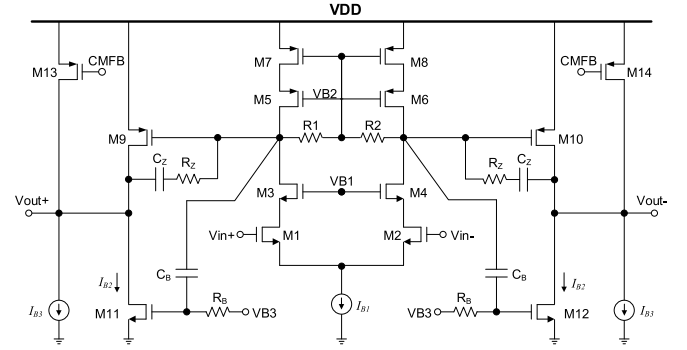 VDD
M13
CMFB
M7
M8
CMFB
M14
M5
VB2
M6
M9
R1
R2
M10
CZ
RZ
RZ
CZ
M3
VB1
M4
Vout+
Vout-
Vin+
M1
M2
Vin-
CB
CB
IB2
IB2
IB3
RB
IB1
RB
IB3
M11
VB3
VB3
M12